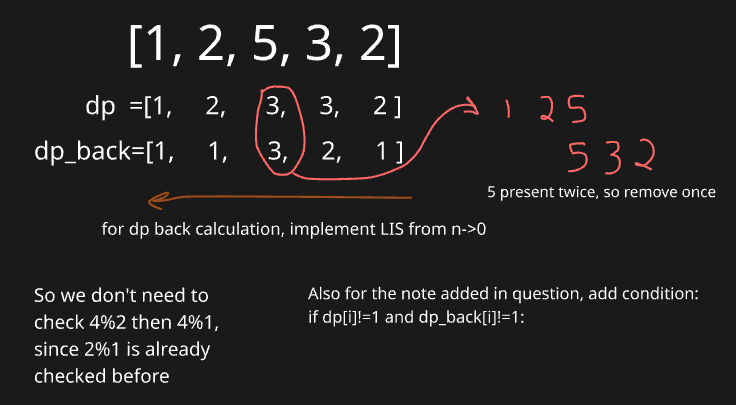 [1, 2, 5, 3, 2]
dp =[1, 2, 3, 3, 2 ]
dp_back=[1, 1, 3, 2, 1 ]
1 2 5
5 3 2
5 present twice, so remove once
for dp back calculation, implement LIS from n->0
So we don't need to
check 4%2 then 4%1,
since 2%1 is already
checked before
Also for the note added in question, add condition:
if dp[i]!=1 and dp_back[i]!=1: